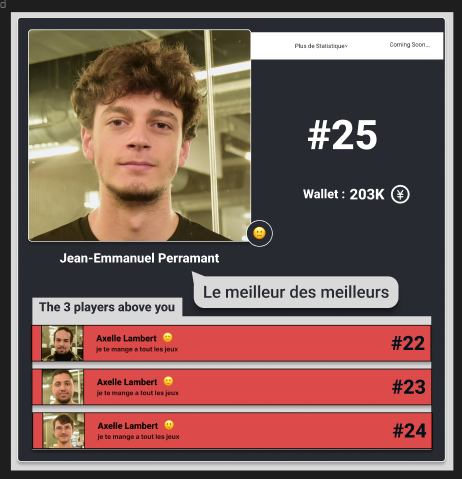 d
Plus de Statistique˅
Coming Soon...
#25
Wallet : 203K ¥
Jean-Emmanuel Perramant
Le meilleur des meilleurs
The 3 players above you
Axelle Lambert
je te mange a tout les jeux
#22
Axelle Lambert
je te mange a tout les jeux
#23
Axelle Lambert
je te mange a tout les jeux
#24